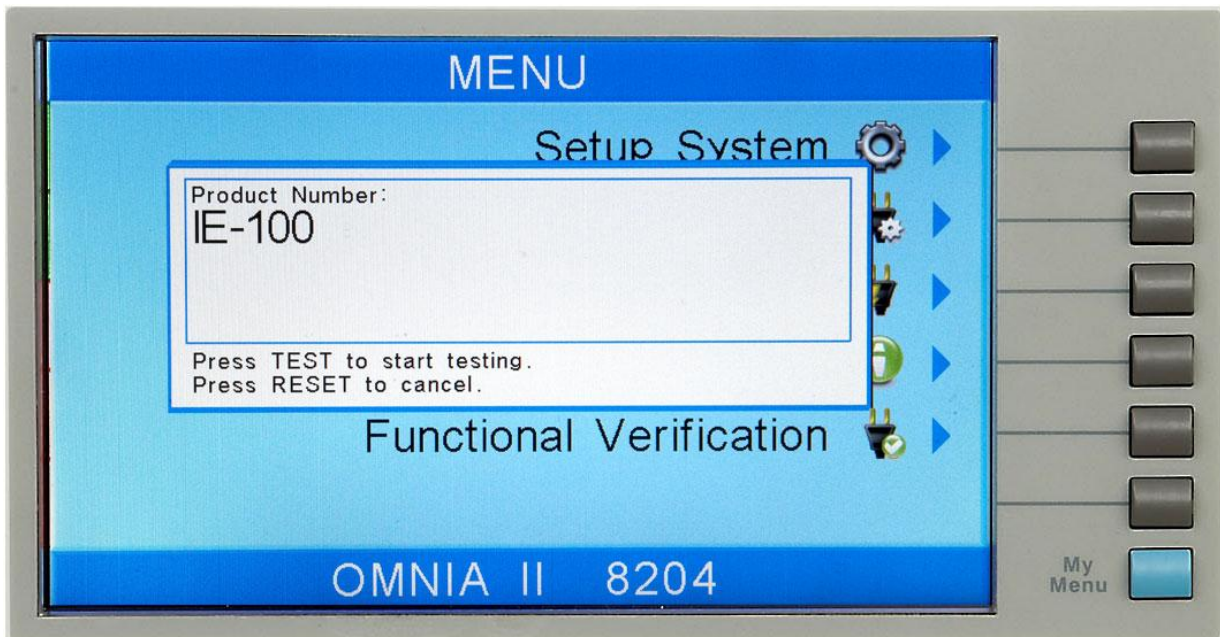 MENU
Setup System
Product Number:
IE-100
Press TEST to start testing.
Press RESET to cancel.
Functional Verification
OMNIA II 8204
My
Menu